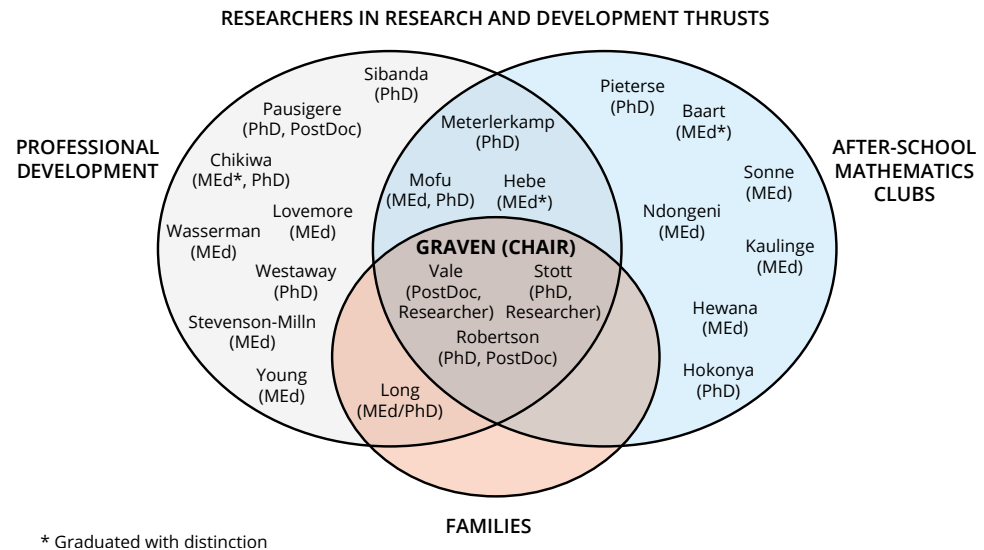 RESEARCHERS IN RESEARCH AND DEVELOPMENT THRUSTS
PROFESSIONAL
DEVELOPMENT
Sibanda
(PhD)
Pausigere
(PhD, PostDoc)
Chikiwa
(MEd*, PhD)
Lovemore
(MEd)
Wasserman
(MEd)
Westaway
(PhD)
Stevenson-Milln
(MEd)
Young
(MEd)
Meterlerkamp
(PhD)
Mofu
(MEd, PhD)
Hebe
(MEd*)
GRAVEN (CHAIR)
Vale
(PostDoc,
Researcher)
Stott
(PhD,
Researcher)
Robertson
(PhD, PostDoc)
Long
(MEd/PhD)
Pieterse
(PhD)
Baart
(MEd*)
Sonne
(MEd)
Ndongeni
(MEd)
Kaulinge
(MEd)
Hewana
(MEd)
Hokonya
(PhD)
AFTER-SCHOOL
MATHEMATICS
CLUBS
FAMILIES
* Graduated with distinction